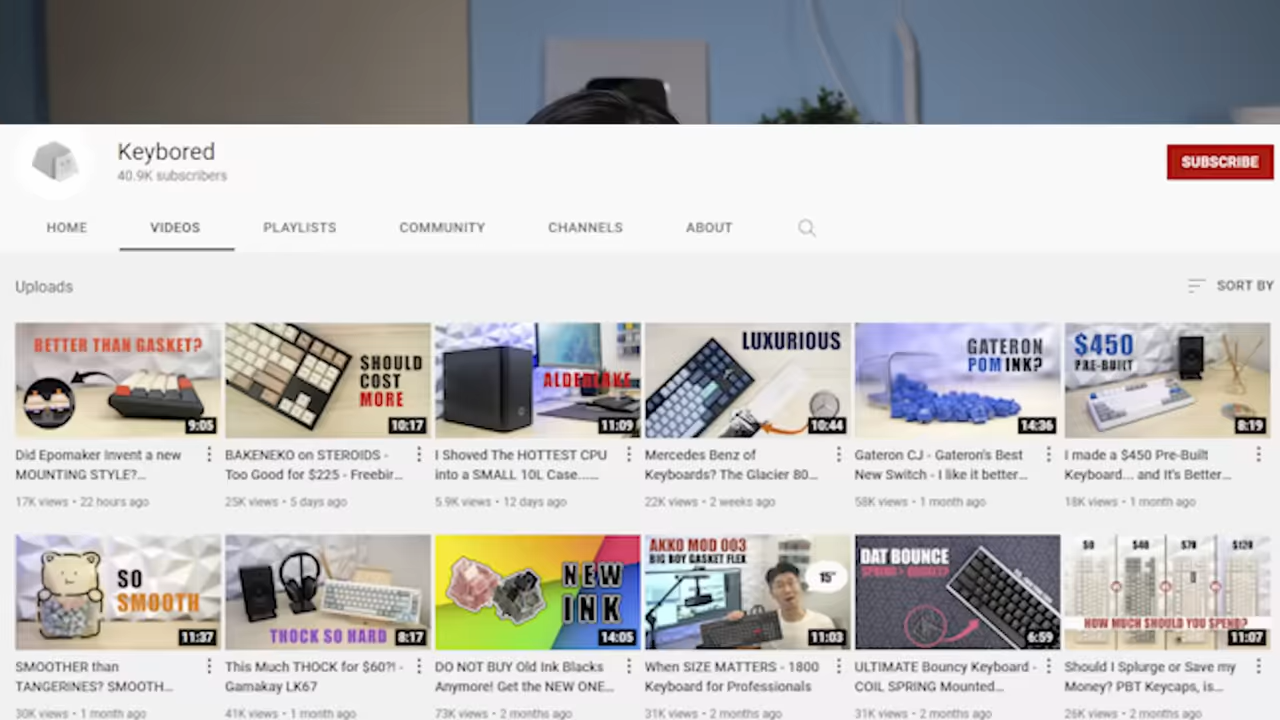 Keybored
40.9K subscribers
SUBSCRIBE
HOME VIDEOS PLAYLISTS COMMUNITY CHANNELS ABOUT
Uploads
SORT BY
BETTER THAN GASKET?
9:05
SHOULD
COST
MORE
10:17
ALDERLAKE
11:09
LUXURIOUS
10:44
GATERON
POM INK?
14:36
$450
PRE-BUILT
8:19
Did Epomaker Invent a new
MOUNTING STYLE?...
17K views • 22 hours ago
BAKENEKO on STEROIDS -
Too Good for $225 - Freebir...
25K views • 5 days ago
I Shoved The HOTTEST CPU
into a SMALL 10L Case......
5.9K views • 12 days ago
Mercedes Benz of
Keyboards? The Glacier 80...
22K views • 2 weeks ago
Gateron CJ - Gateron's Best
New Switch - I like it better...
58K views • 1 month ago
I made a $450 Pre-Built
Keyboard... and It's Better...
18K views • 1 month ago
SO
SMOOTH
11:37
THOCK SO HARD
8:17
NEW
INK
14:05
AKKO MOD 003
BIG BOY GASKET FLEX
15"
11:03
DAT BOUNCE
SPRING > GASKET?
6:59
$0 $40 $70 $120
HOW MUCH SHOULD YOU SPEND?
11:07
SMOOTHER than
TANGERINES? SMOOTH...
30K views • 1 month ago
This Much THOCK for $60?! -
Gamakay LK67
41K views • 1 month ago
DO NOT BUY Old Ink Blacks
Anymore! Get the NEW ONE...
73K views • 2 months ago
When SIZE MATTERS - 1800
Keyboard for Professionals
31K views • 2 months ago
ULTIMATE Bouncy Keyboard -
COIL SPRING Mounted...
31K views • 2 months ago
Should I Splurge or Save my
Money? PBT Keycaps, is...
26K views • 2 months ago